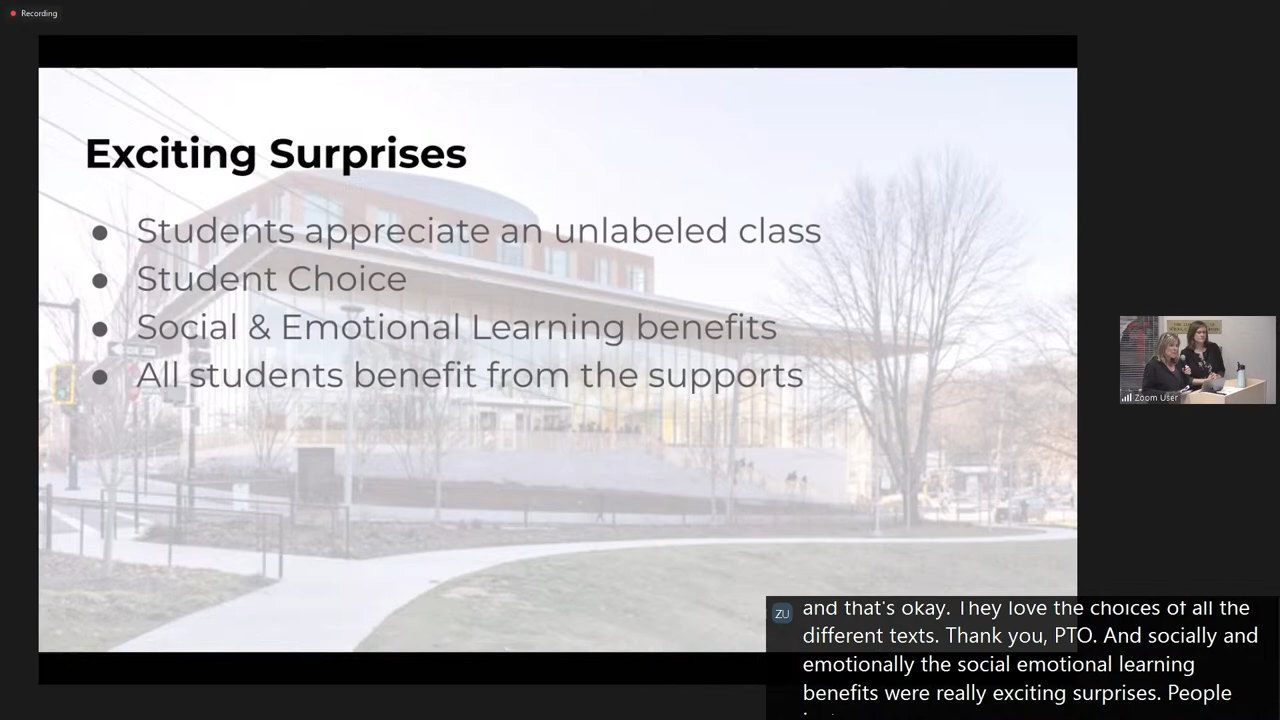 Recording
Exciting Surprises
● Students appreciate an unlabeled class
● Student Choice
● Social & Emotional Learning benefits
● All students benefit from the supports
Zoom User
ZU
and that's okay. They love the choices of all the
different texts. Thank you, PTO. And socially and
emotionally the social emotional learning
benefits were really exciting surprises. People